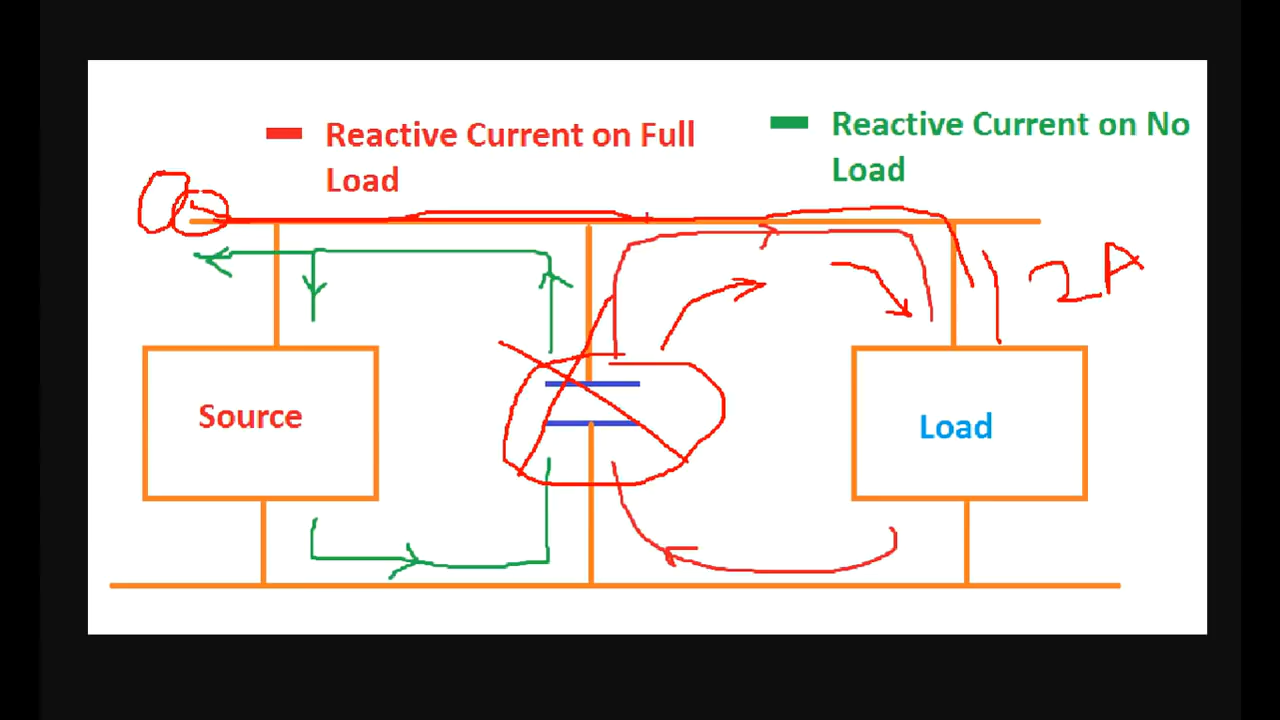 Reactive Current on Full
Load
Reactive Current on No
Load
2A
Source
Load